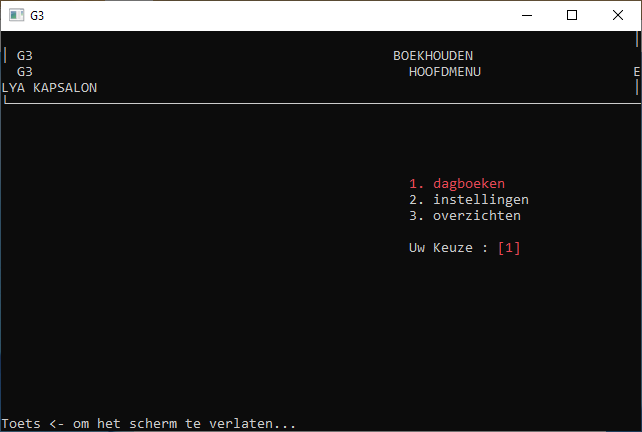 G3
G3 BOEKHOUDEN
G3 HOOFDMENU E
LYA KAPSALON
1. dagboeken
2. instellingen
3. overzichten
Uw Keuze : [1]
Toets <- om het scherm te verlaten...